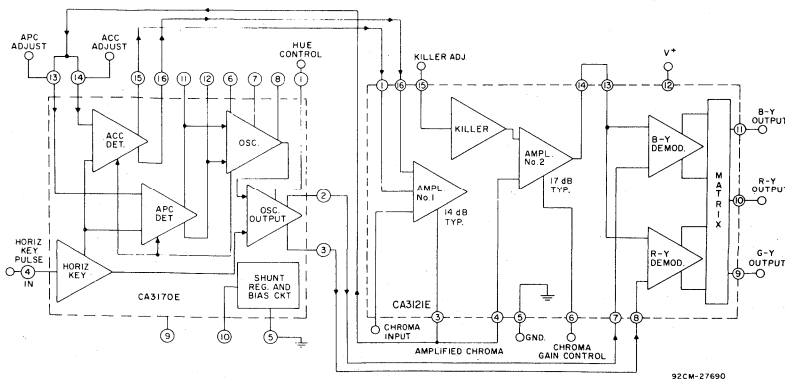 APC
ADJUST
ACC
ADJUST
HUE
CONTROL
KILLER ADJ.
V+
13
14
15
16
11
12
6
7
8
1
1
16
15
14
13
12
ACC
DET.
OSC.
KILLER
AMPL.
No.2
17 dB
TYP.
B-Y
DEMOD.
B-Y
OUTPUT
11
APC
DET
OSC.
OUTPUT
2
AMPL.
No.1
14 dB
TYP.
MATRIX
R-Y
OUTPUT
10
HORIZ
KEY
PULSE
4
IN
HORIZ
KEY
3
R-Y
DEMOD.
G-Y
OUTPUT
9
SHUNT
REG. AND
BIAS CKT
CA3170E
CA3121E
9
10
5
CHROMA
INPUT
3
4
5
6
7
8
GND.
CHROMA
GAIN CONTROL
AMPLIFIED CHROMA
92CM-27690